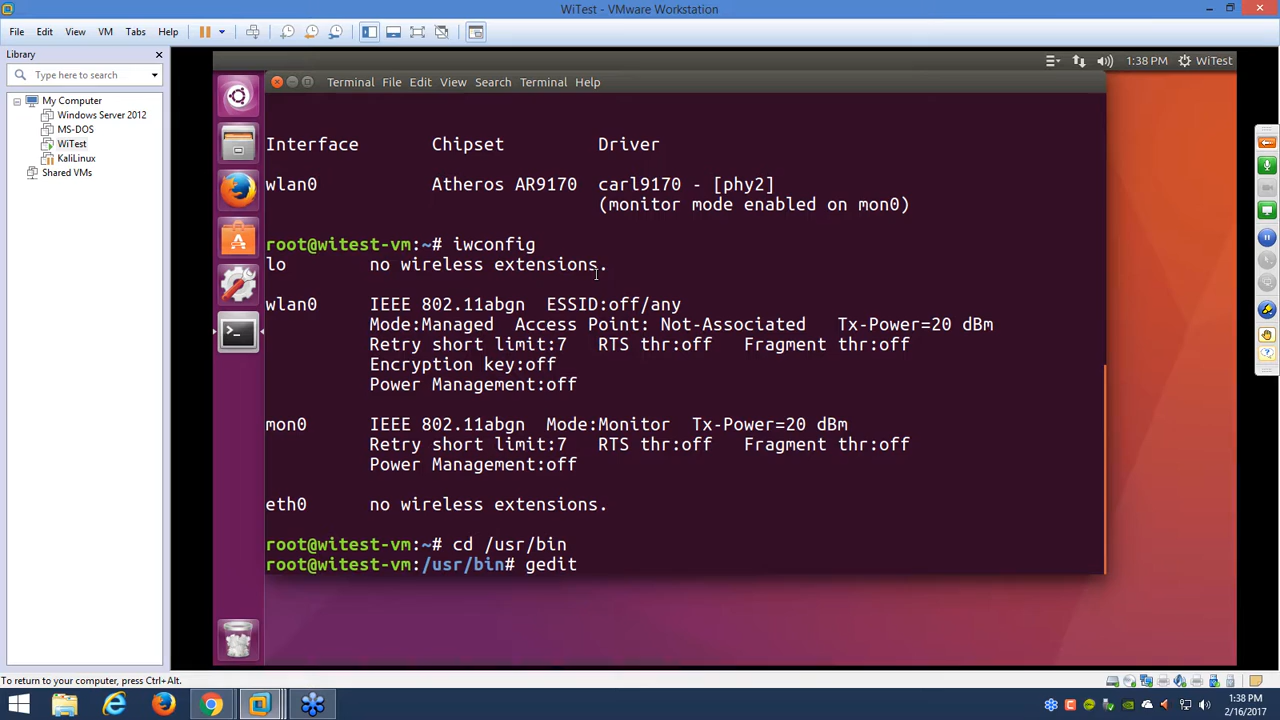 WiTest - VMware Workstation
File Edit View VM Tabs Help
Library
Type here to search
My Computer
Windows Server 2012
MS-DOS
WiTest
KaliLinux
Shared VMs
1:38 PM WiTest
Terminal File Edit View Search Terminal Help
Interface Chipset Driver
wlan0 Atheros AR9170 carl9170 - [phy2]
(monitor mode enabled on mon0)
root@witest-vm:~# iwconfig
lo no wireless extensions.
wlan0 IEEE 802.11abgn ESSID:off/any
Mode:Managed Access Point: Not-Associated Tx-Power=20 dBm
Retry short limit:7 RTS thr:off Fragment thr:off
Encryption key:off
Power Management:off
mon0 IEEE 802.11abgn Mode:Monitor Tx-Power=20 dBm
Retry short limit:7 RTS thr:off Fragment thr:off
Power Management:off
eth0 no wireless extensions.
root@witest-vm:~# cd /usr/bin
root@witest-vm:/usr/bin# gedit
To return to your computer, press Ctrl+Alt.
1:38 PM
2/16/2017